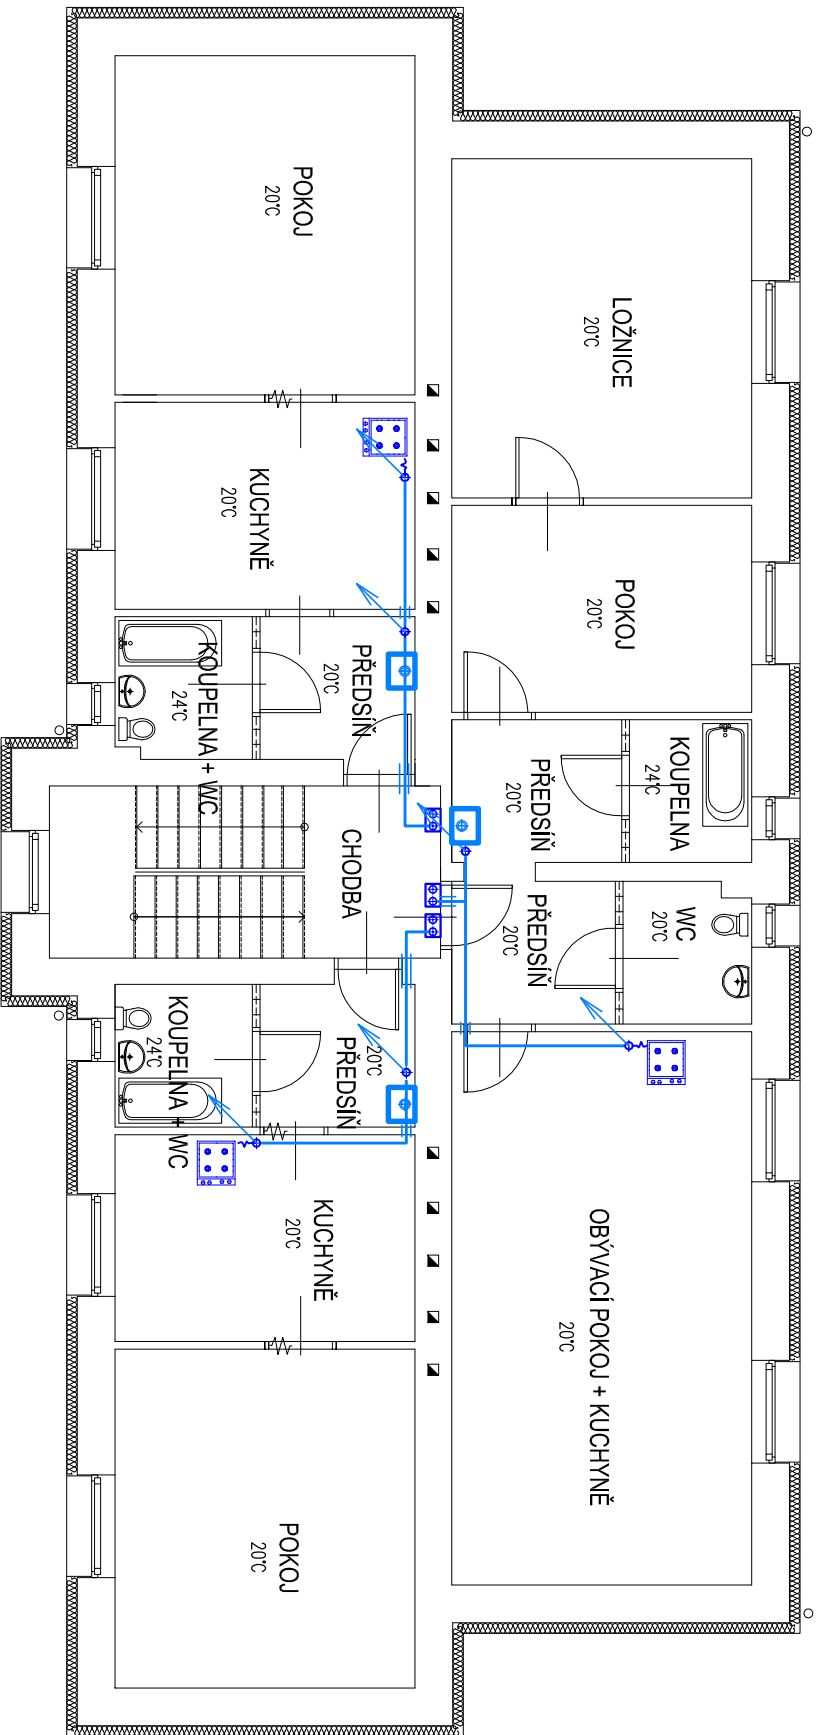 POKOJ
20°C
LOŽNICE
20°C
KUCHYNĚ
20°C
POKOJ
20°C
KOUPELNA + WC
24°C
PŘEDSÍŇ
20°C
PŘEDSÍŇ
20°C
KOUPELNA
24°C
CHODBA
PŘEDSÍŇ
20°C
WC
20°C
KOUPELNA + WC
24°C
PŘEDSÍŇ
20°C
KUCHYNĚ
20°C
OBÝVACÍ POKOJ + KUCHYNĚ
20°C
POKOJ
20°C